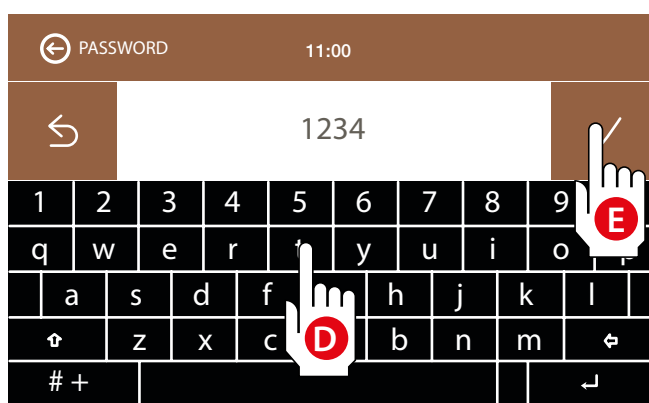 PASSWORD 11:00
1234
1 2 3 4 5 6 7 8 9
q w e r t y u i o p
a s d f h j k l
z x c b n m
# +
D
E